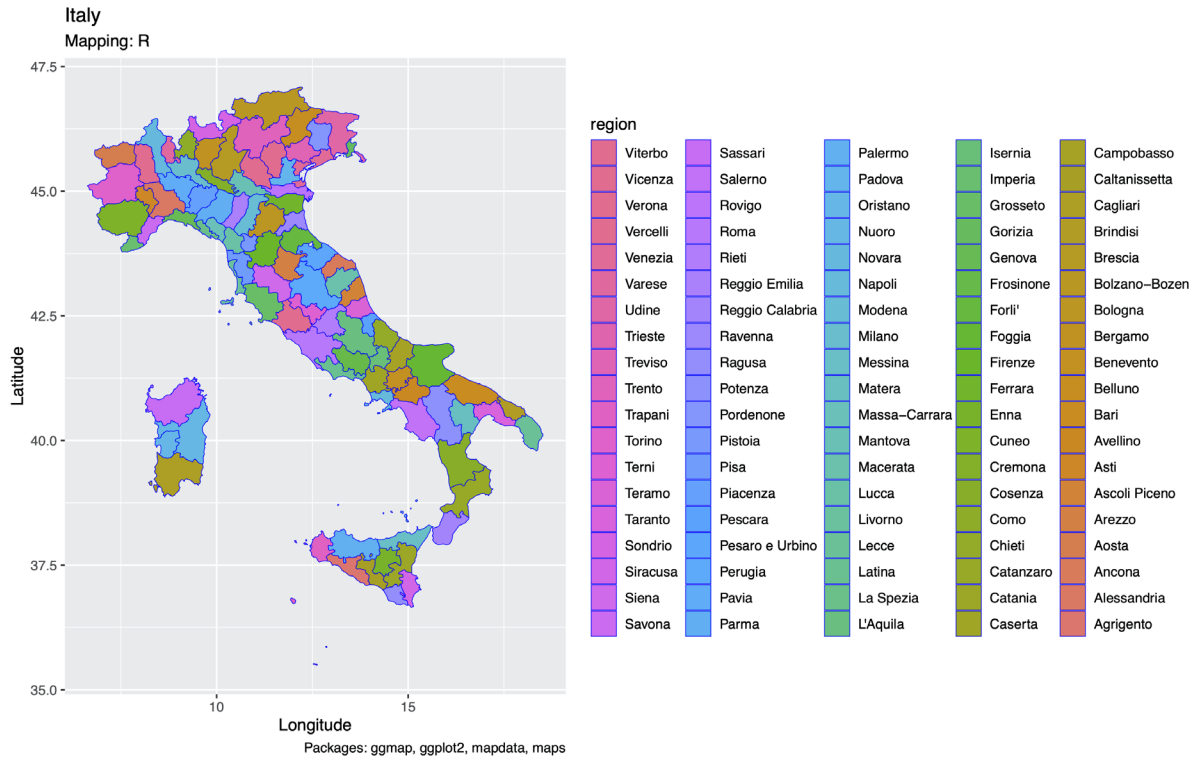 Italy
Mapping: R
47.5
45.0
42.5
40.0
37.5
35.0
Latitude
10 15
Longitude
Packages: ggmap, ggplot2, mapdata, maps
region
Viterbo Sassari Palermo Isernia Campobasso
Vicenza Salerno Padova Imperia Caltanissetta
Verona Rovigo Oristano Grosseto Cagliari
Vercelli Roma Nuoro Gorizia Brindisi
Venezia Rieti Novara Genova Brescia
Varese Reggio Emilia Napoli Frosinone Bolzano−Bozen
Udine Reggio Calabria Modena Forli' Bologna
Trieste Ravenna Milano Foggia Bergamo
Treviso Ragusa Messina Firenze Benevento
Trento Potenza Matera Ferrara Belluno
Trapani Pordenone Massa−Carrara Enna Bari
Torino Pistoia Mantova Cuneo Avellino
Terni Pisa Macerata Cremona Asti
Teramo Piacenza Lucca Cosenza Ascoli Piceno
Taranto Pescara Livorno Como Arezzo
Sondrio Pesaro e Urbino Lecce Chieti Aosta
Siracusa Perugia Latina Catanzaro Ancona
Siena Pavia La Spezia Catania Alessandria
Savona Parma L'Aquila Caserta Agrigento